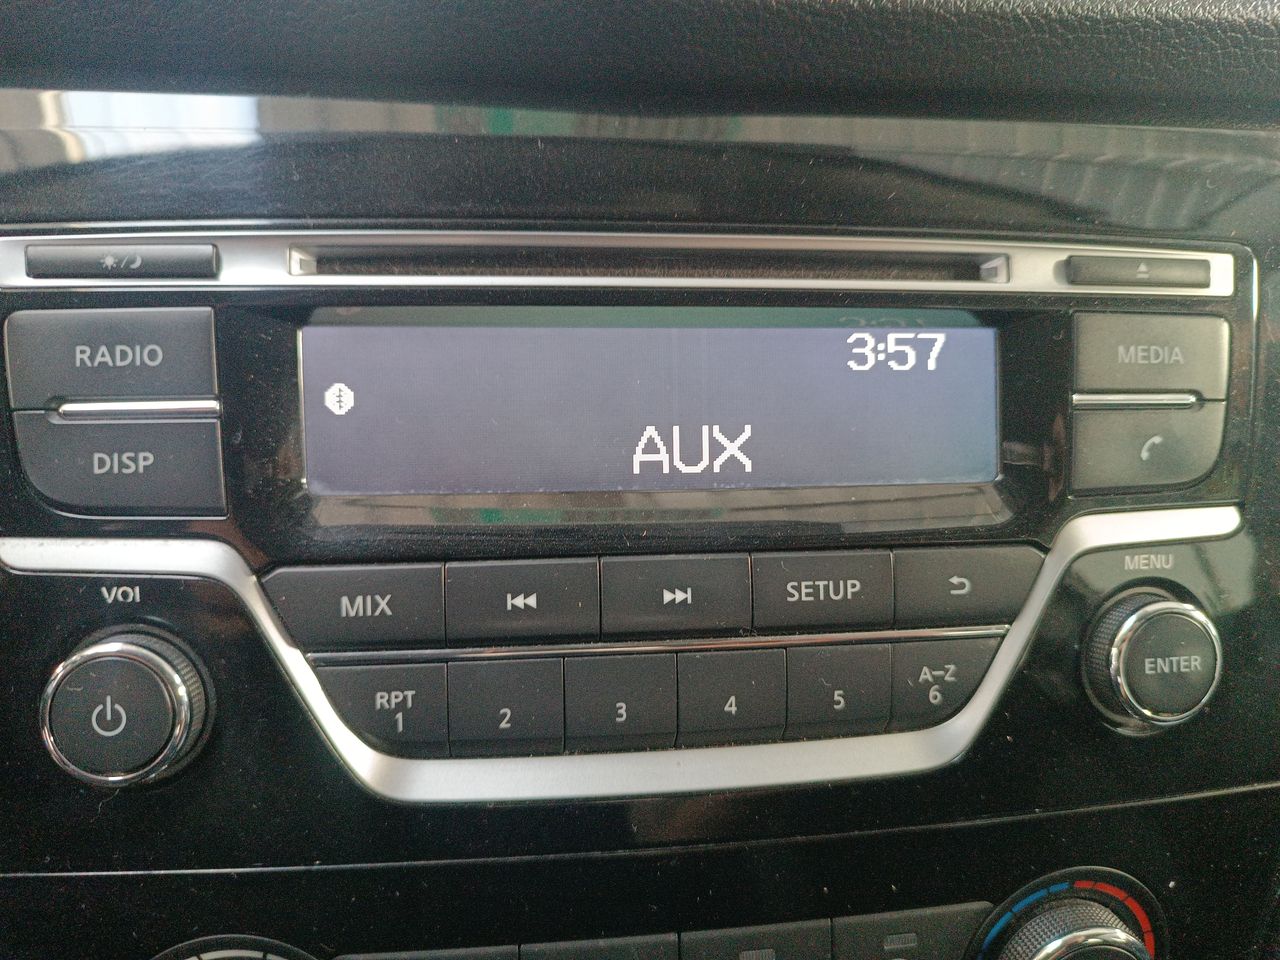 RADIO
3:57
MEDIA
DISP
AUX
VOL
MENU
MIX
SETUP
ENTER
RPT
1
2
3
4
5
A-Z
6